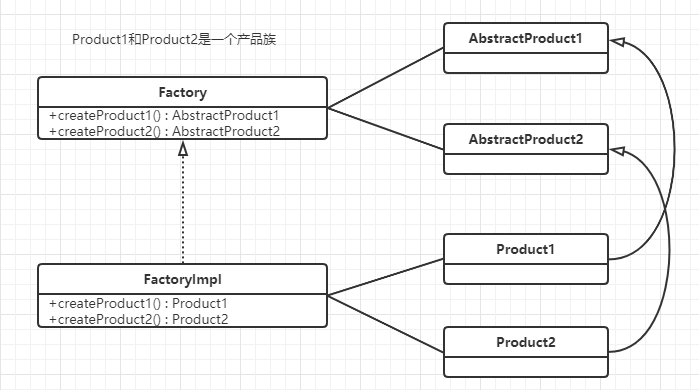 Product1和Product2是一个产品族
AbstractProduct1
Factory
+createProduct1() : AbstractProduct1
+createProduct2() : AbstractProduct2
AbstractProduct2
Product1
FactoryImpl
+createProduct1() : Product1
+createProduct2() : Product2
Product2